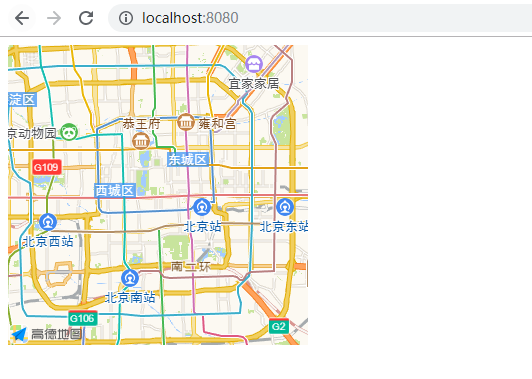 localhost:8080
宜家家居
淀区
恭王府
雍和宫
京动物园
东城区
G109
西城区
北京西站
北京站
北京东站
南二环
北京南站
G106
G2
高德地图